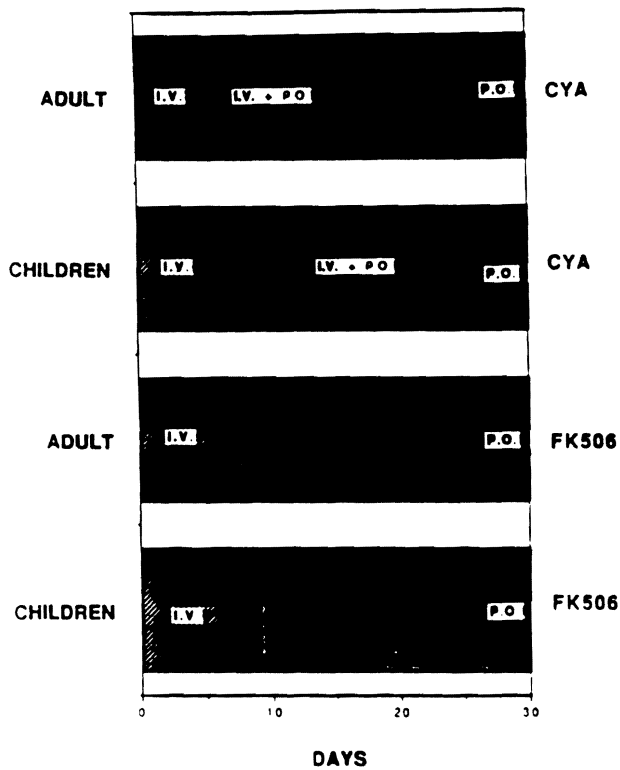 ADULT I.V. I.V. + P.O. P.O. CYA
CHILDREN I.V. I.V. + P.O. P.O. CYA
ADULT I.V. P.O. FK506
CHILDREN I.V. P.O. FK506
0 10 20 30
DAYS